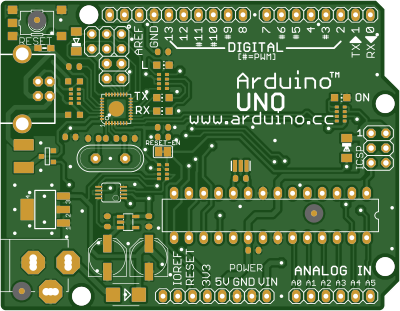 RESET
AREF
GND
13
12
#11
#10
#9
8
7
#6
#5
4
#3
2
1
0
TX
RX
DIGITAL
[#=PWM]
L
TX
RX
Arduino™
UNO
www.arduino.cc
ON
RESET-EN
1
ICSP
IOREF
RESET
3V3
5V
GND
VIN
POWER
ANALOG IN
A0 A1 A2 A3 A4 A5